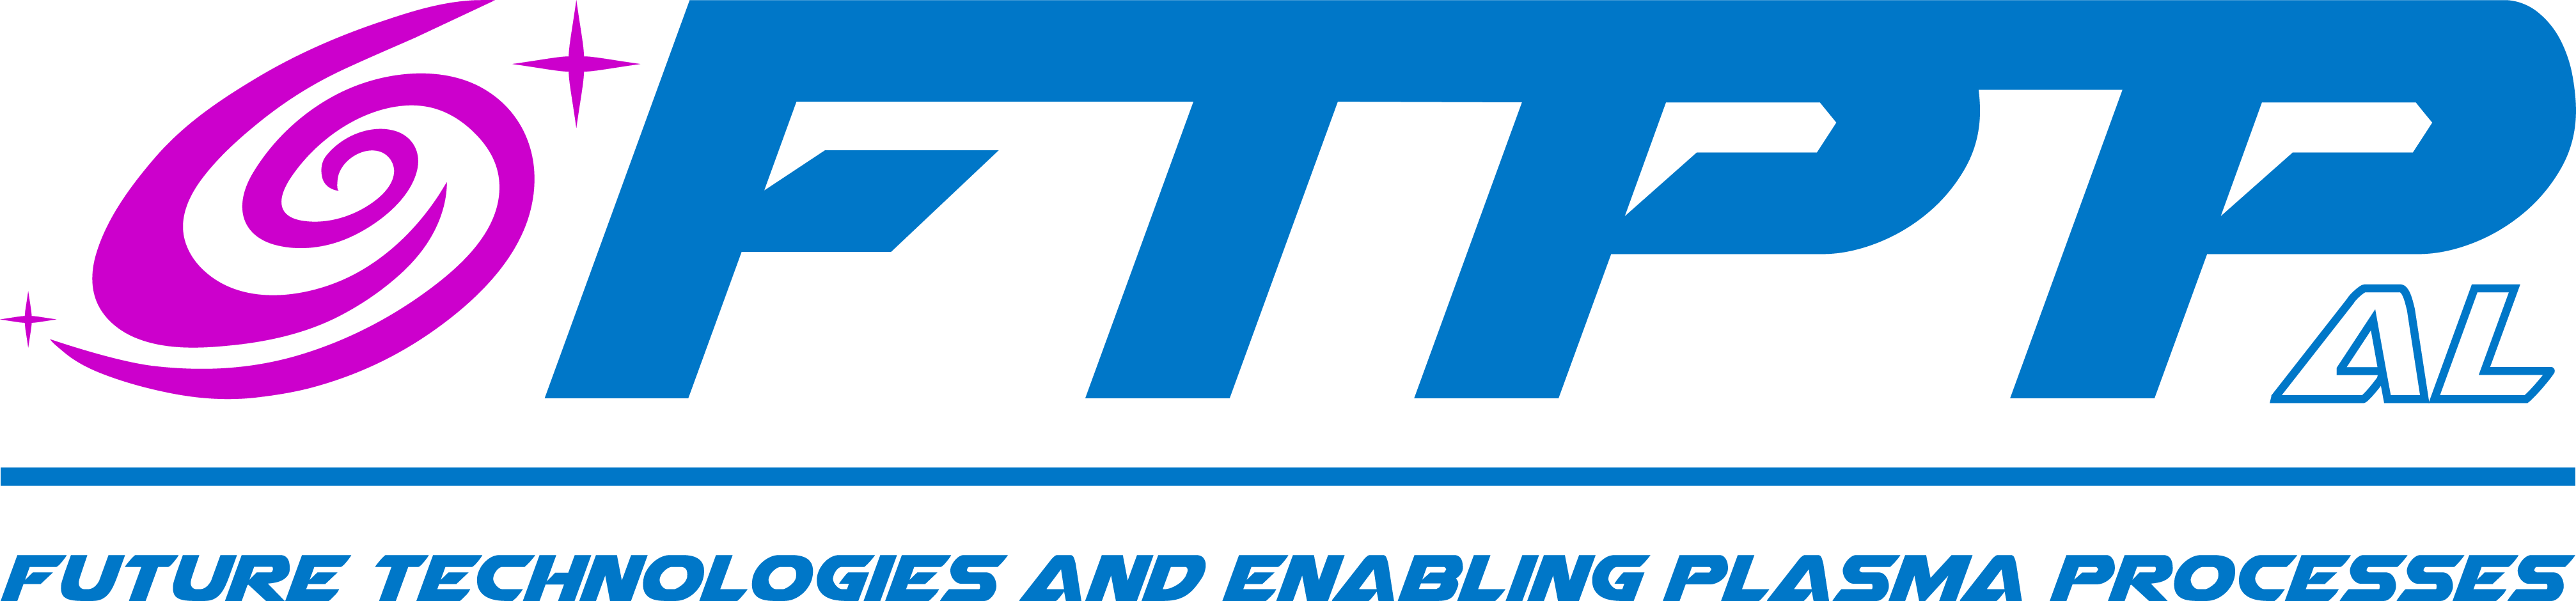 FTPP
AL
FUTURE TECHNOLOGIES AND ENABLING PLASMA PROCESSES